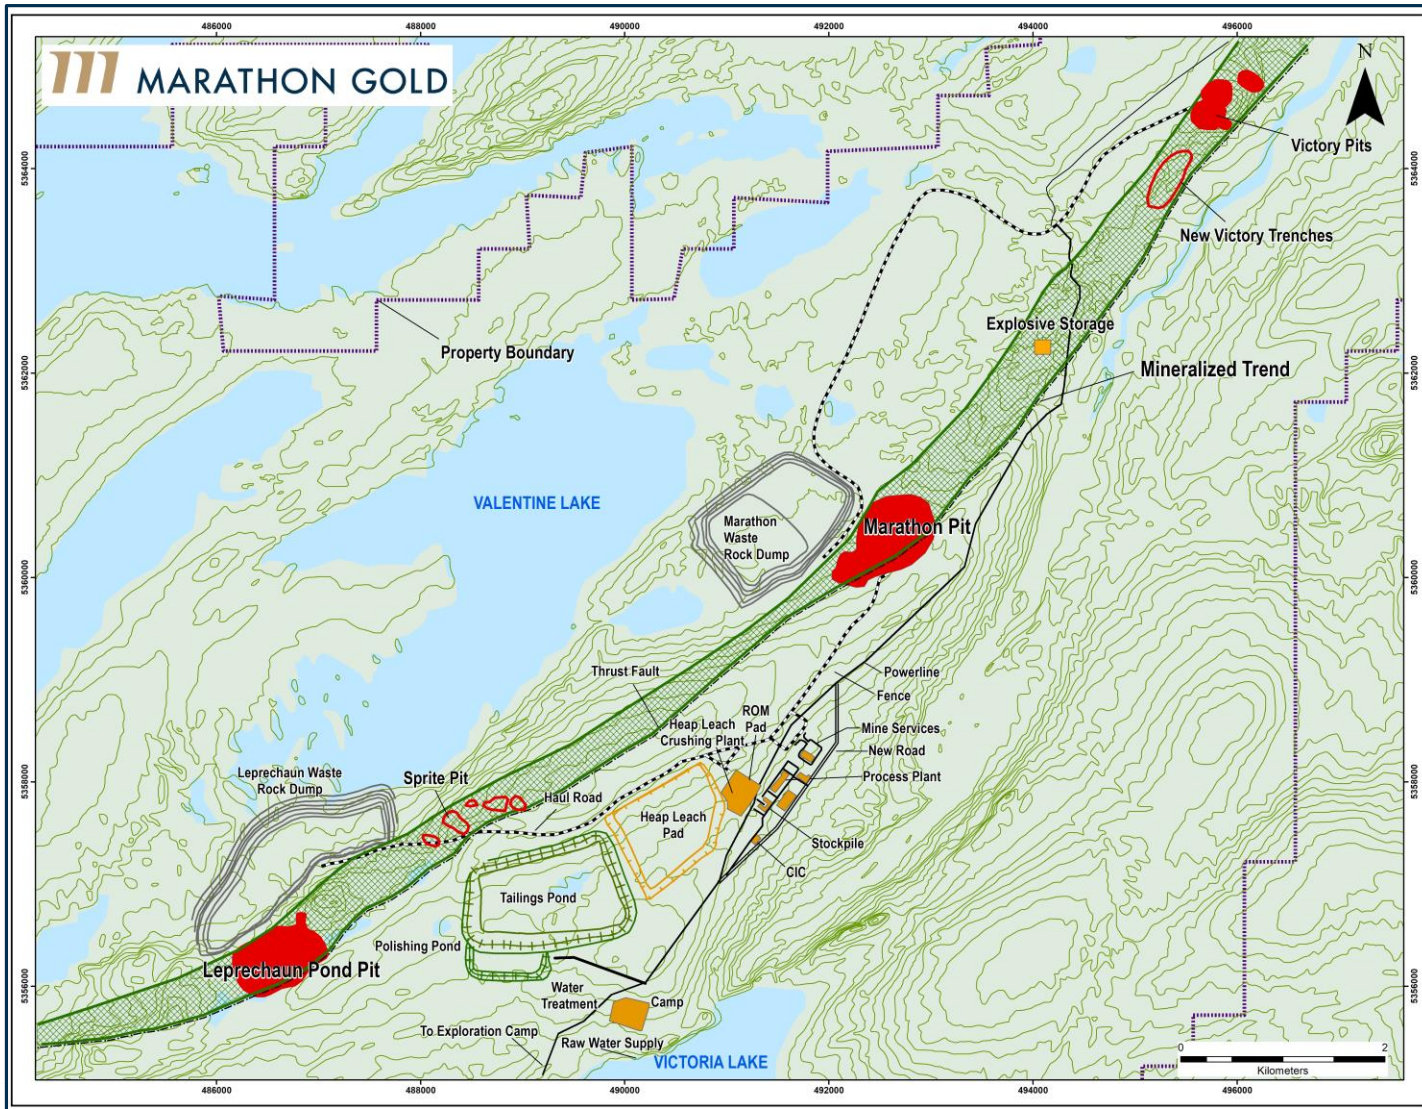 486000
488000
490000
492000
494000
496000
MARATHON GOLD
N
Victory Pits
5364000
5364000
New Victory Trenches
Explosive Storage
Property Boundary
Mineralized Trend
5362000
5362000
VALENTINE LAKE
Marathon
Waste
Rock Dump
Marathon Pit
5360000
5360000
Thrust Fault
Powerline
Fence
ROM
Pad
Heap Leach
Crushing Plant
Mine Services
New Road
Process Plant
Leprechaun Waste
Rock Dump
Sprite Pit
5358000
5358000
Haul Road
Heap Leach
Pad
Stockpile
CIC
Tailings Pond
Polishing Pond
Leprechaun Pond Pit
5356000
5356000
Water
Treatment
Camp
To Exploration Camp
Raw Water Supply
VICTORIA LAKE
0
2
Kilometers
486000
488000
490000
492000
494000
496000